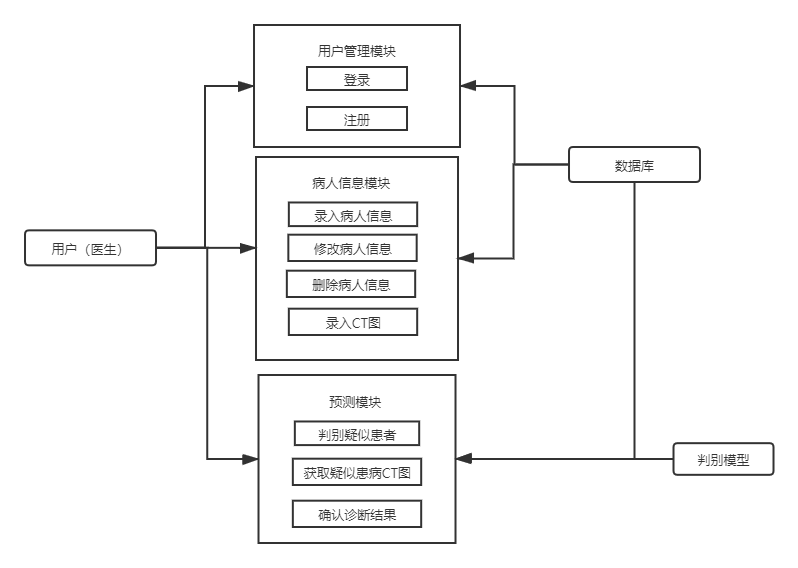 用户管理模块
登录
注册
数据库
病人信息模块
录入病人信息
用户（医生）
修改病人信息
删除病人信息
录入CT图
预测模块
判别疑似患者
判别模型
获取疑似患病CT图
确认诊断结果